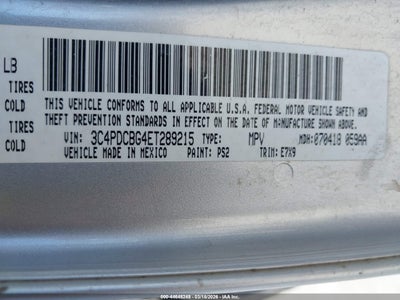 LB
TIRES
COLD
TIRES
COLD
THIS VEHICLE CONFORMS TO ALL APPLICABLE U.S.A. FEDERAL MOTOR VEHICLE SAFETY AND
THEFT PREVENTION STANDARDS IN EFFECT ON THE DATE OF MANUFACTURE SHOWN ABOVE.
VIN: 3C4PDCBG4ET289215 TYPE: MPV MDH: 070418 059AA
VEHICLE MADE IN MEXICO PAINT: PS2 TRIM: E7X9